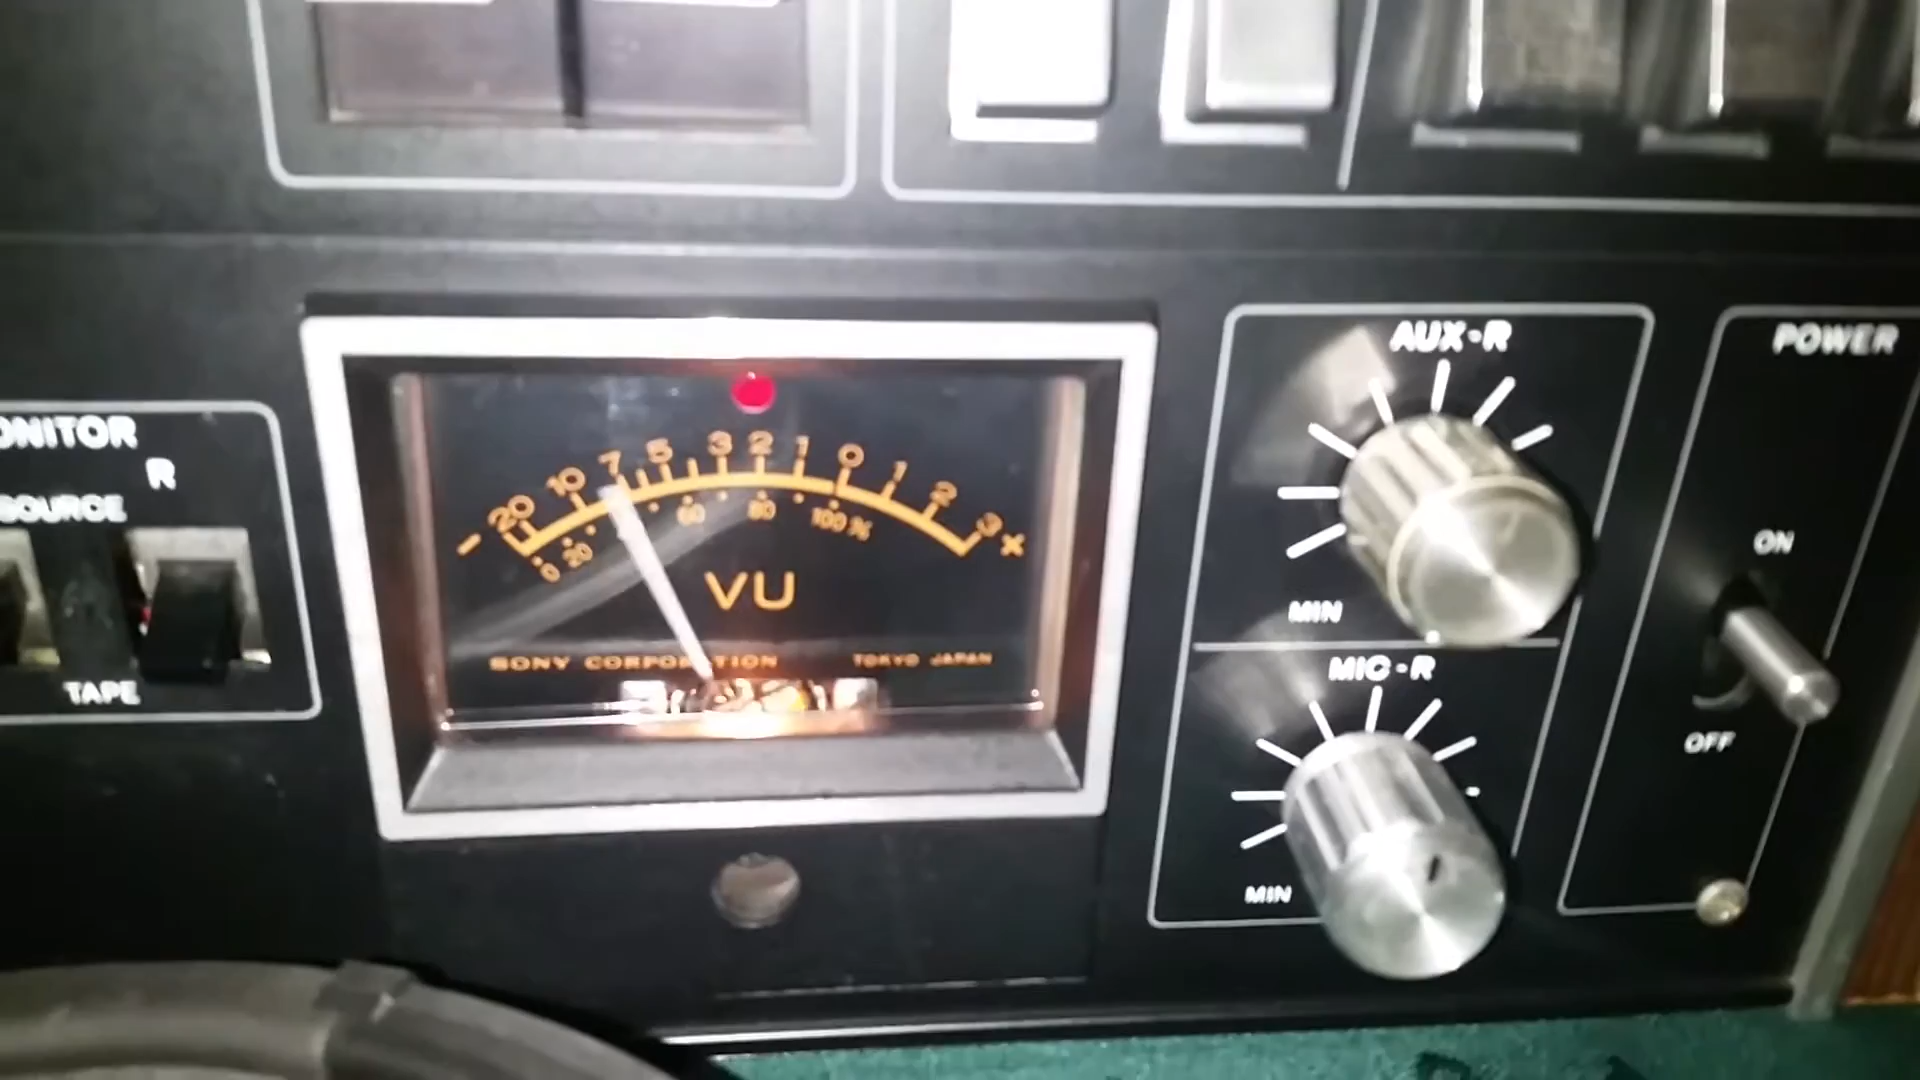 ONITOR
R
SOURCE
TAPE
- 20 10 7 5 3 2 1 0 1 2 3 +
0 20 60 80 100%
VU
SONY CORPORATION TOKYO JAPAN
AUX-R
MIN
MIC-R
MIN
POWER
ON
OFF